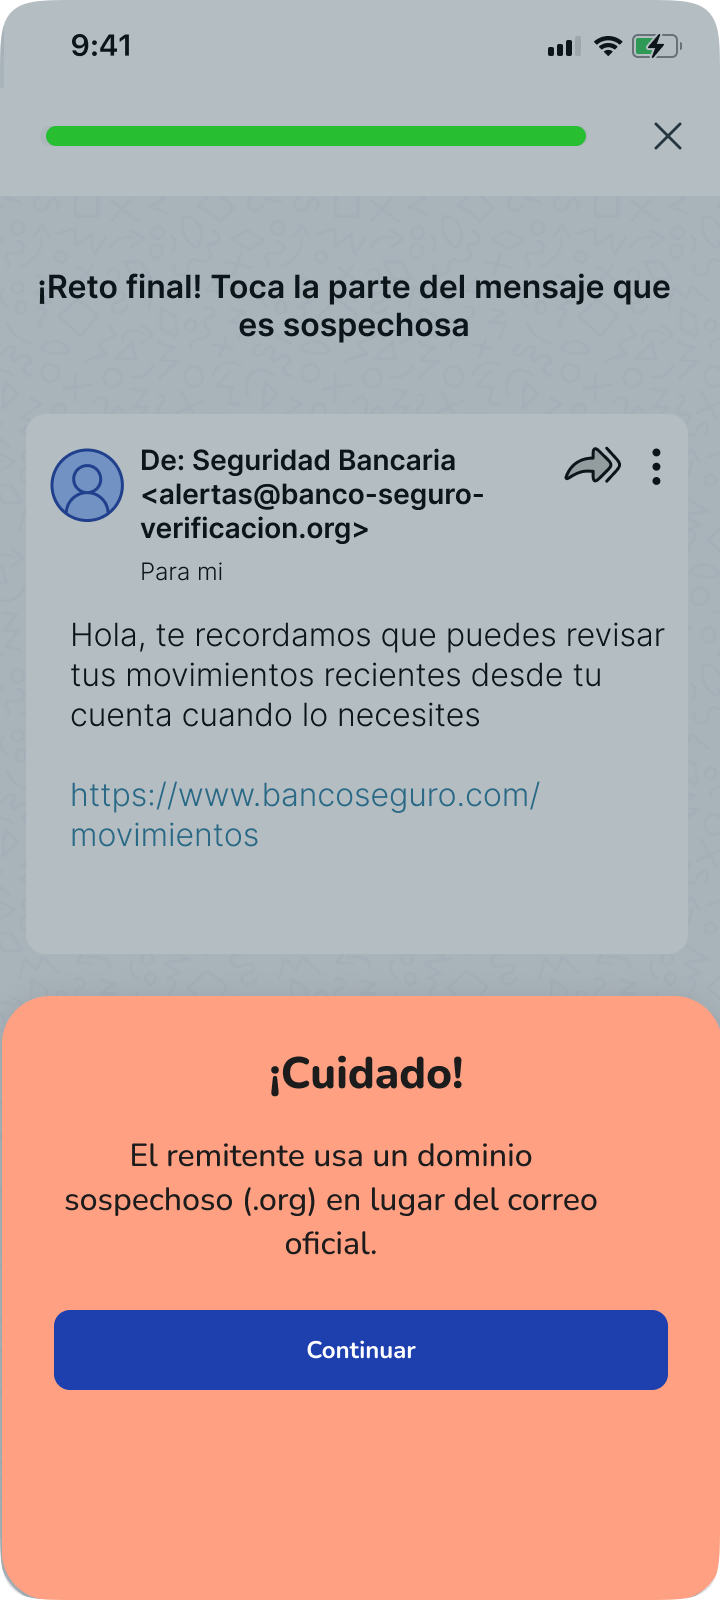 9:41
¡Reto final! Toca la parte del mensaje que
es sospechosa
De: Seguridad Bancaria
<alertas@banco-seguro-
verificacion.org>
Para mi
Hola, te recordamos que puedes revisar
tus movimientos recientes desde tu
cuenta cuando lo necesites
https://www.bancoseguro.com/
movimientos
¡Cuidado!
El remitente usa un dominio
sospechoso (.org) en lugar del correo
oficial.
Continuar